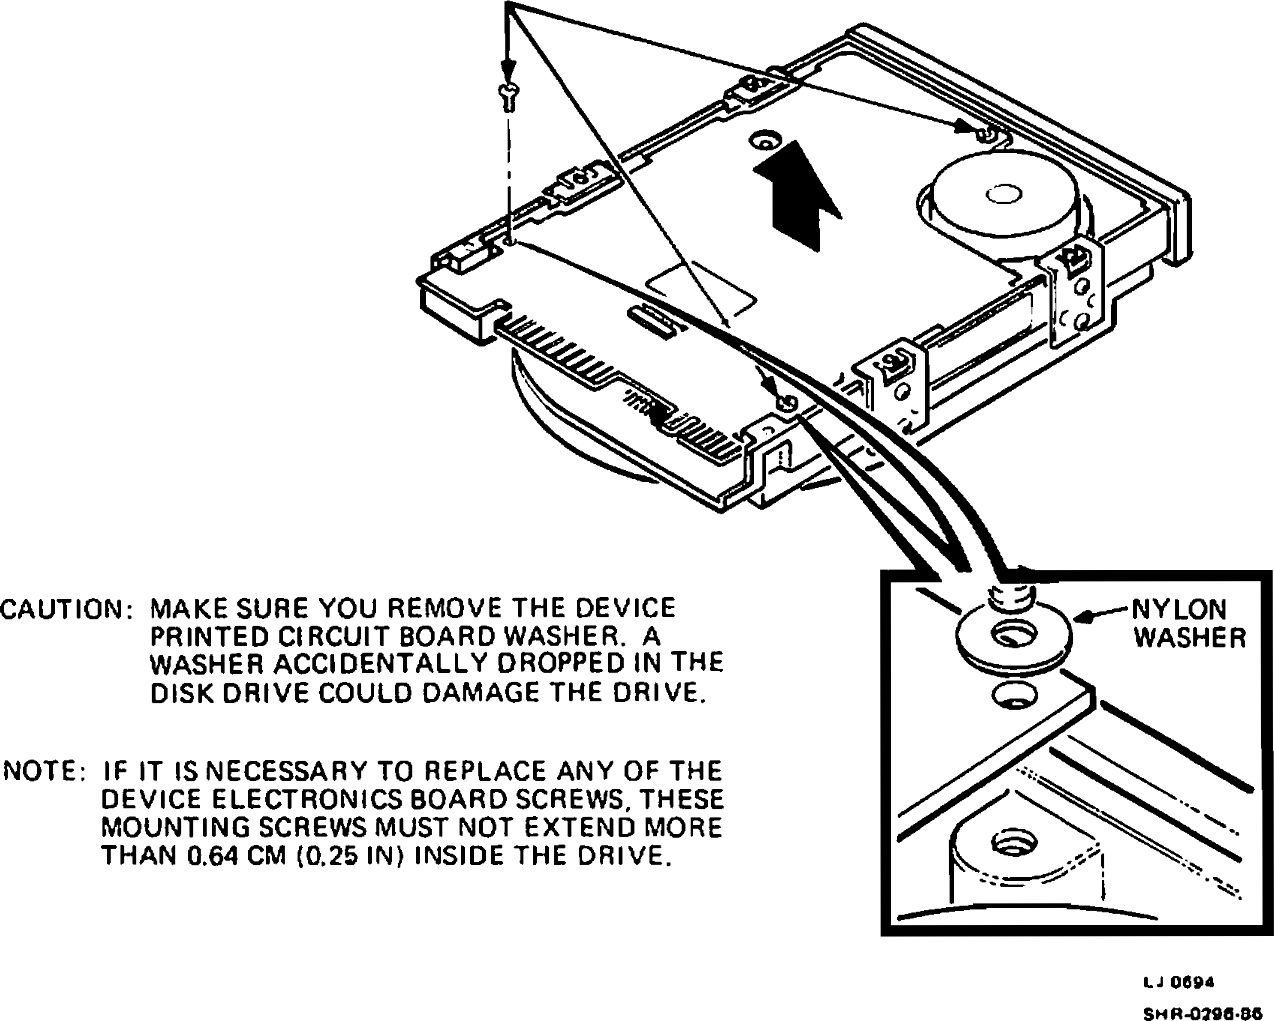 CAUTION: MAKE SURE YOU REMOVE THE DEVICE
PRINTED CIRCUIT BOARD WASHER. A
WASHER ACCIDENTALLY DROPPED IN THE
DISK DRIVE COULD DAMAGE THE DRIVE.
NOTE: IF IT IS NECESSARY TO REPLACE ANY OF THE
DEVICE ELECTRONICS BOARD SCREWS, THESE
MOUNTING SCREWS MUST NOT EXTEND MORE
THAN 0.64 CM (0.25 IN) INSIDE THE DRIVE.
NYLON
WASHER
LJ 0694
SHR-0296-86